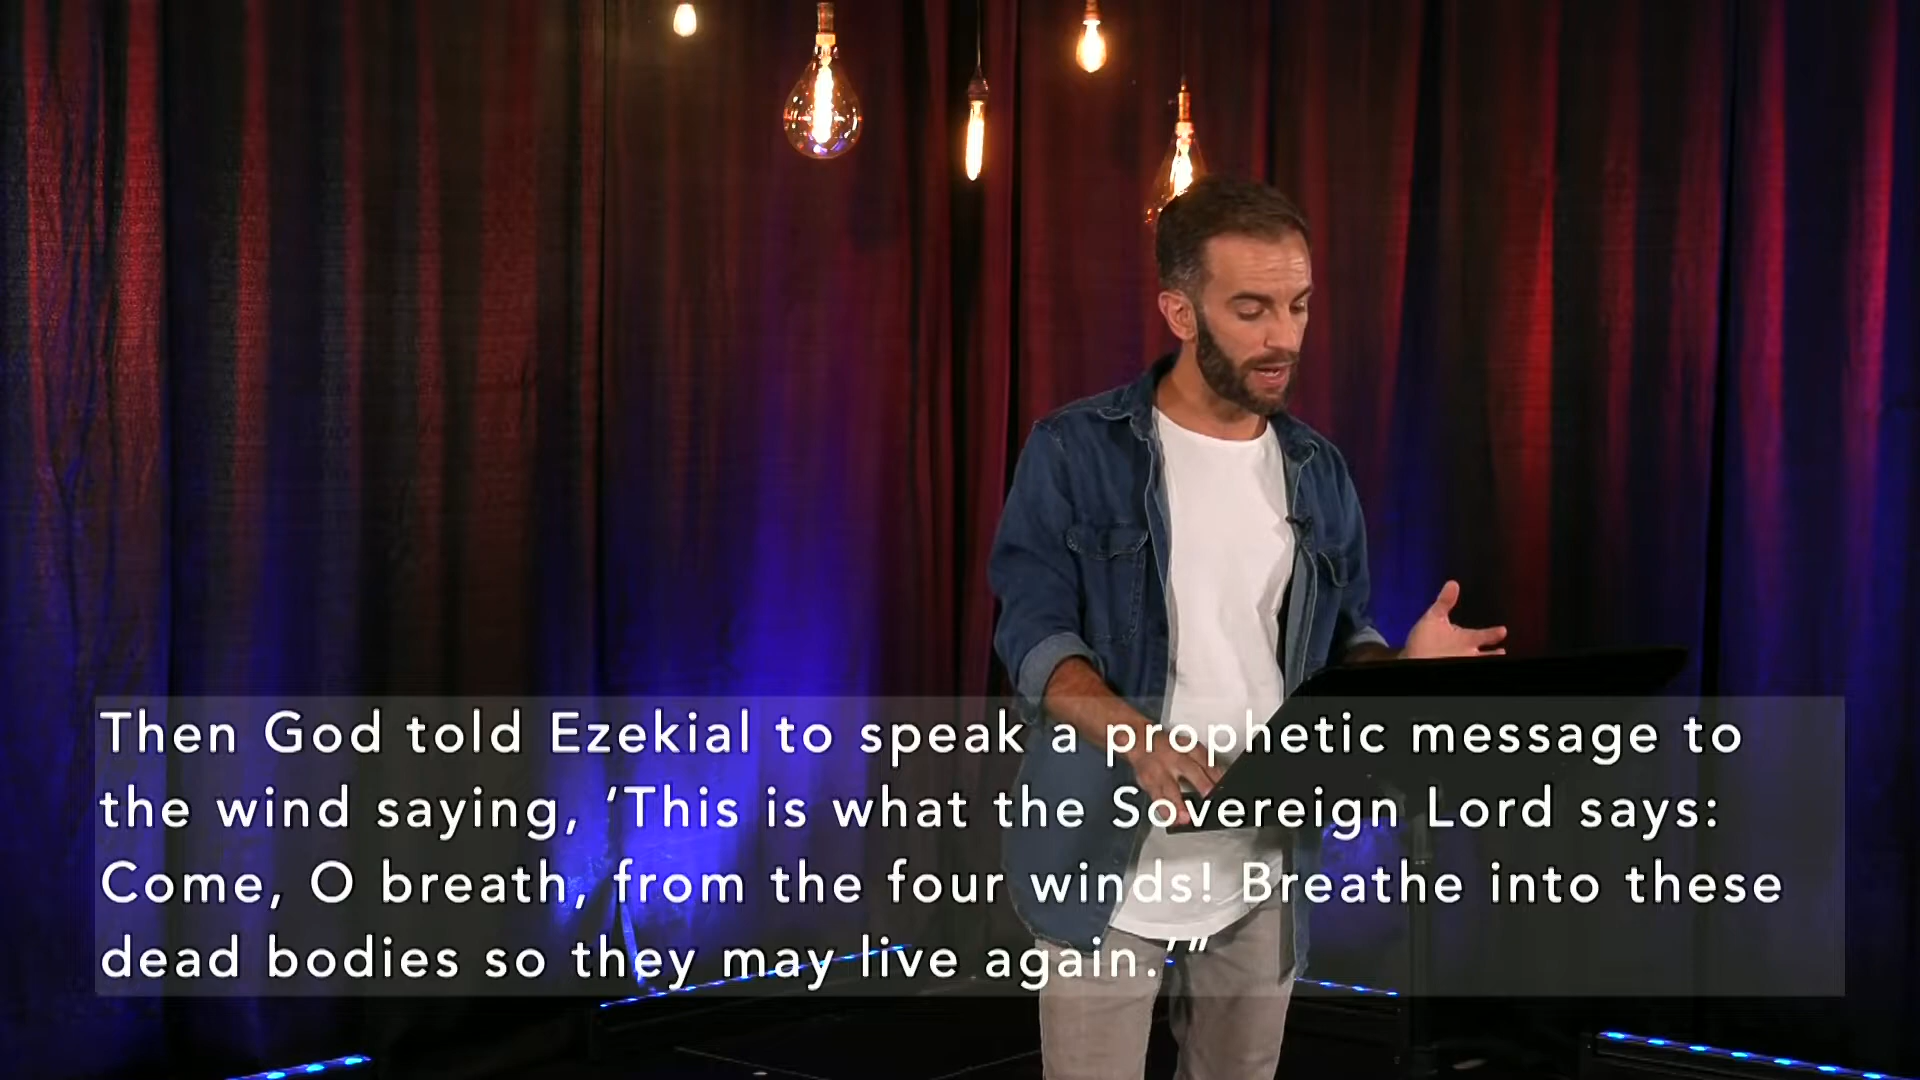 Then God told Ezekial to speak a prophetic message to
the wind saying, ‘This is what the Sovereign Lord says:
Come, O breath, from the four winds! Breathe into these
dead bodies so they may live again.’”